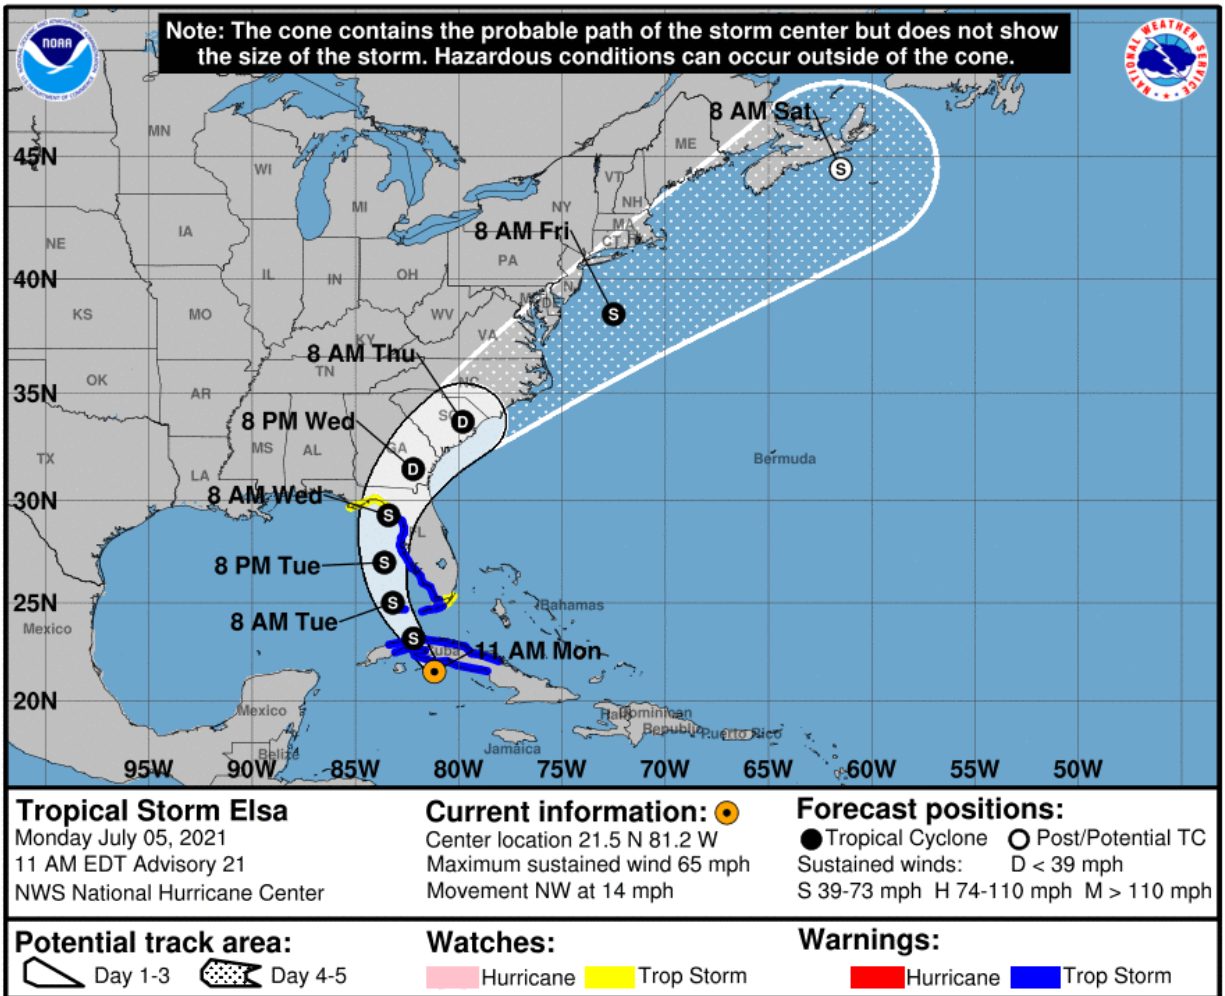 Note: The cone contains the probable path of the storm center but does not show
the size of the storm. Hazardous conditions can occur outside of the cone.
NOAA
NATIONAL WEATHER SERVICE
8 AM Sat
MN
ME
45N
WI
VT
MI
NY
NH
MA
8 AM Fri
NE
IA
CT
PA
IL
IN
OH
40N
KS
MO
WV
S
VA
KY
8 AM Thu
TN
OK
AR
35N
NC
SC
8 PM Wed
D
MS
AL
GA
TX
LA
D
Bermuda
8 AM Wed
30N
S
FL
8 PM Tue
S
25N
S
Bahamas
8 AM Tue
Mexico
S
Cuba
11 AM Mon
20N
Mexico
Haiti
Dominican
Republic
Puerto Rico
Jamaica
Belize
95W 90W 85W 80W 75W 70W 65W 60W 55W 50W
Tropical Storm Elsa
Monday July 05, 2021
11 AM EDT Advisory 21
NWS National Hurricane Center
Current information:
Center location 21.5 N 81.2 W
Maximum sustained wind 65 mph
Movement NW at 14 mph
Forecast positions:
Tropical Cyclone Post/Potential TC
Sustained winds: D < 39 mph
S 39-73 mph H 74-110 mph M > 110 mph
Potential track area:
Day 1-3 Day 4-5
Watches:
Hurricane Trop Storm
Warnings:
Hurricane Trop Storm